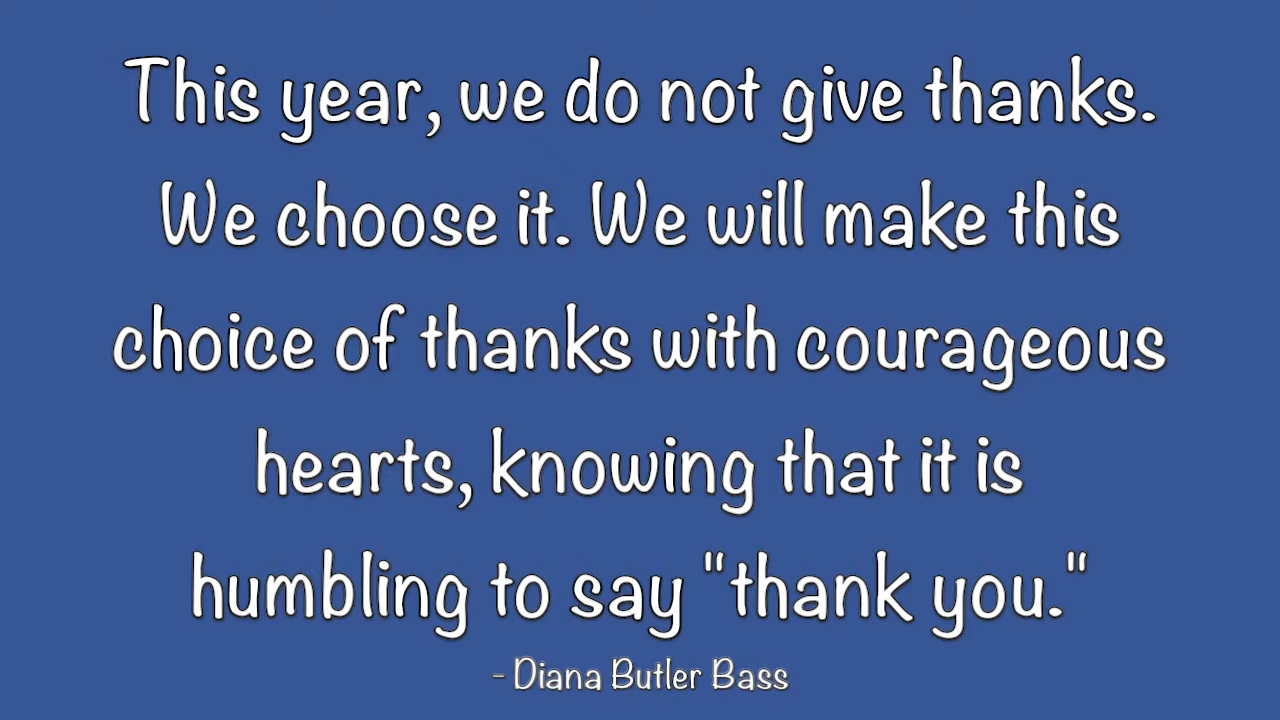 This year, we do not give thanks.
We choose it. We will make this
choice of thanks with courageous
hearts, knowing that it is
humbling to say "thank you."
- Diana Butler Bass